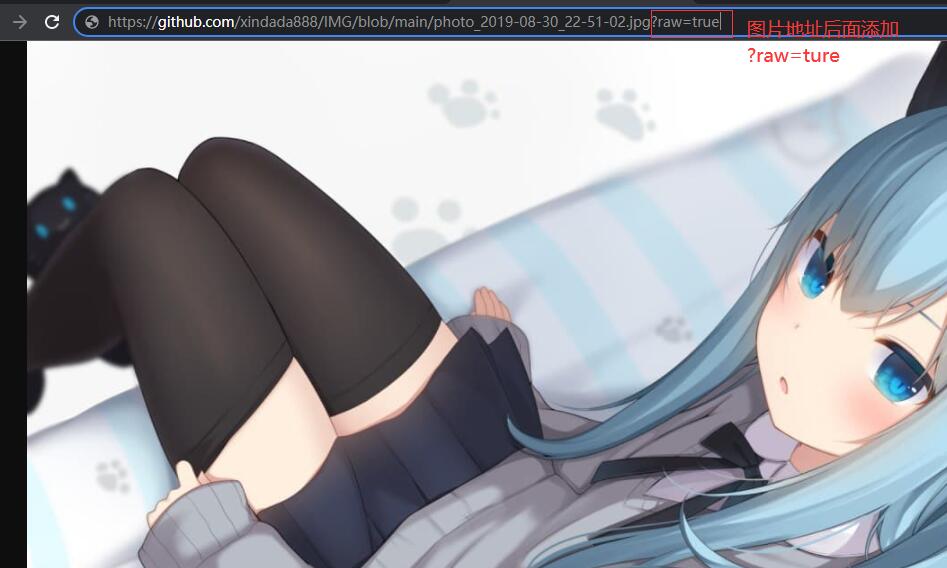 https://github.com/xindada888/IMG/blob/main/photo_2019-08-30_22-51-02.jpg?raw=true
图片地址后面添加
?raw=ture